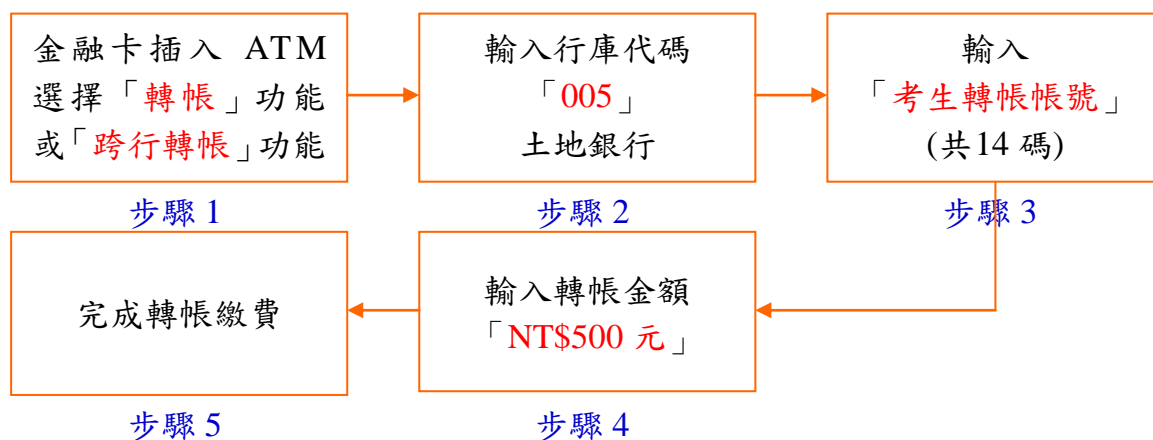 金融卡插入 ATM
選擇「轉帳」功能
或「跨行轉帳」功能
步驟 1
輸入行庫代碼
「005」
土地銀行
步驟 2
輸入
「考生轉帳帳號」
(共14 碼)
步驟 3
輸入轉帳金額
「NT$500 元」
步驟 4
完成轉帳繳費
步驟 5